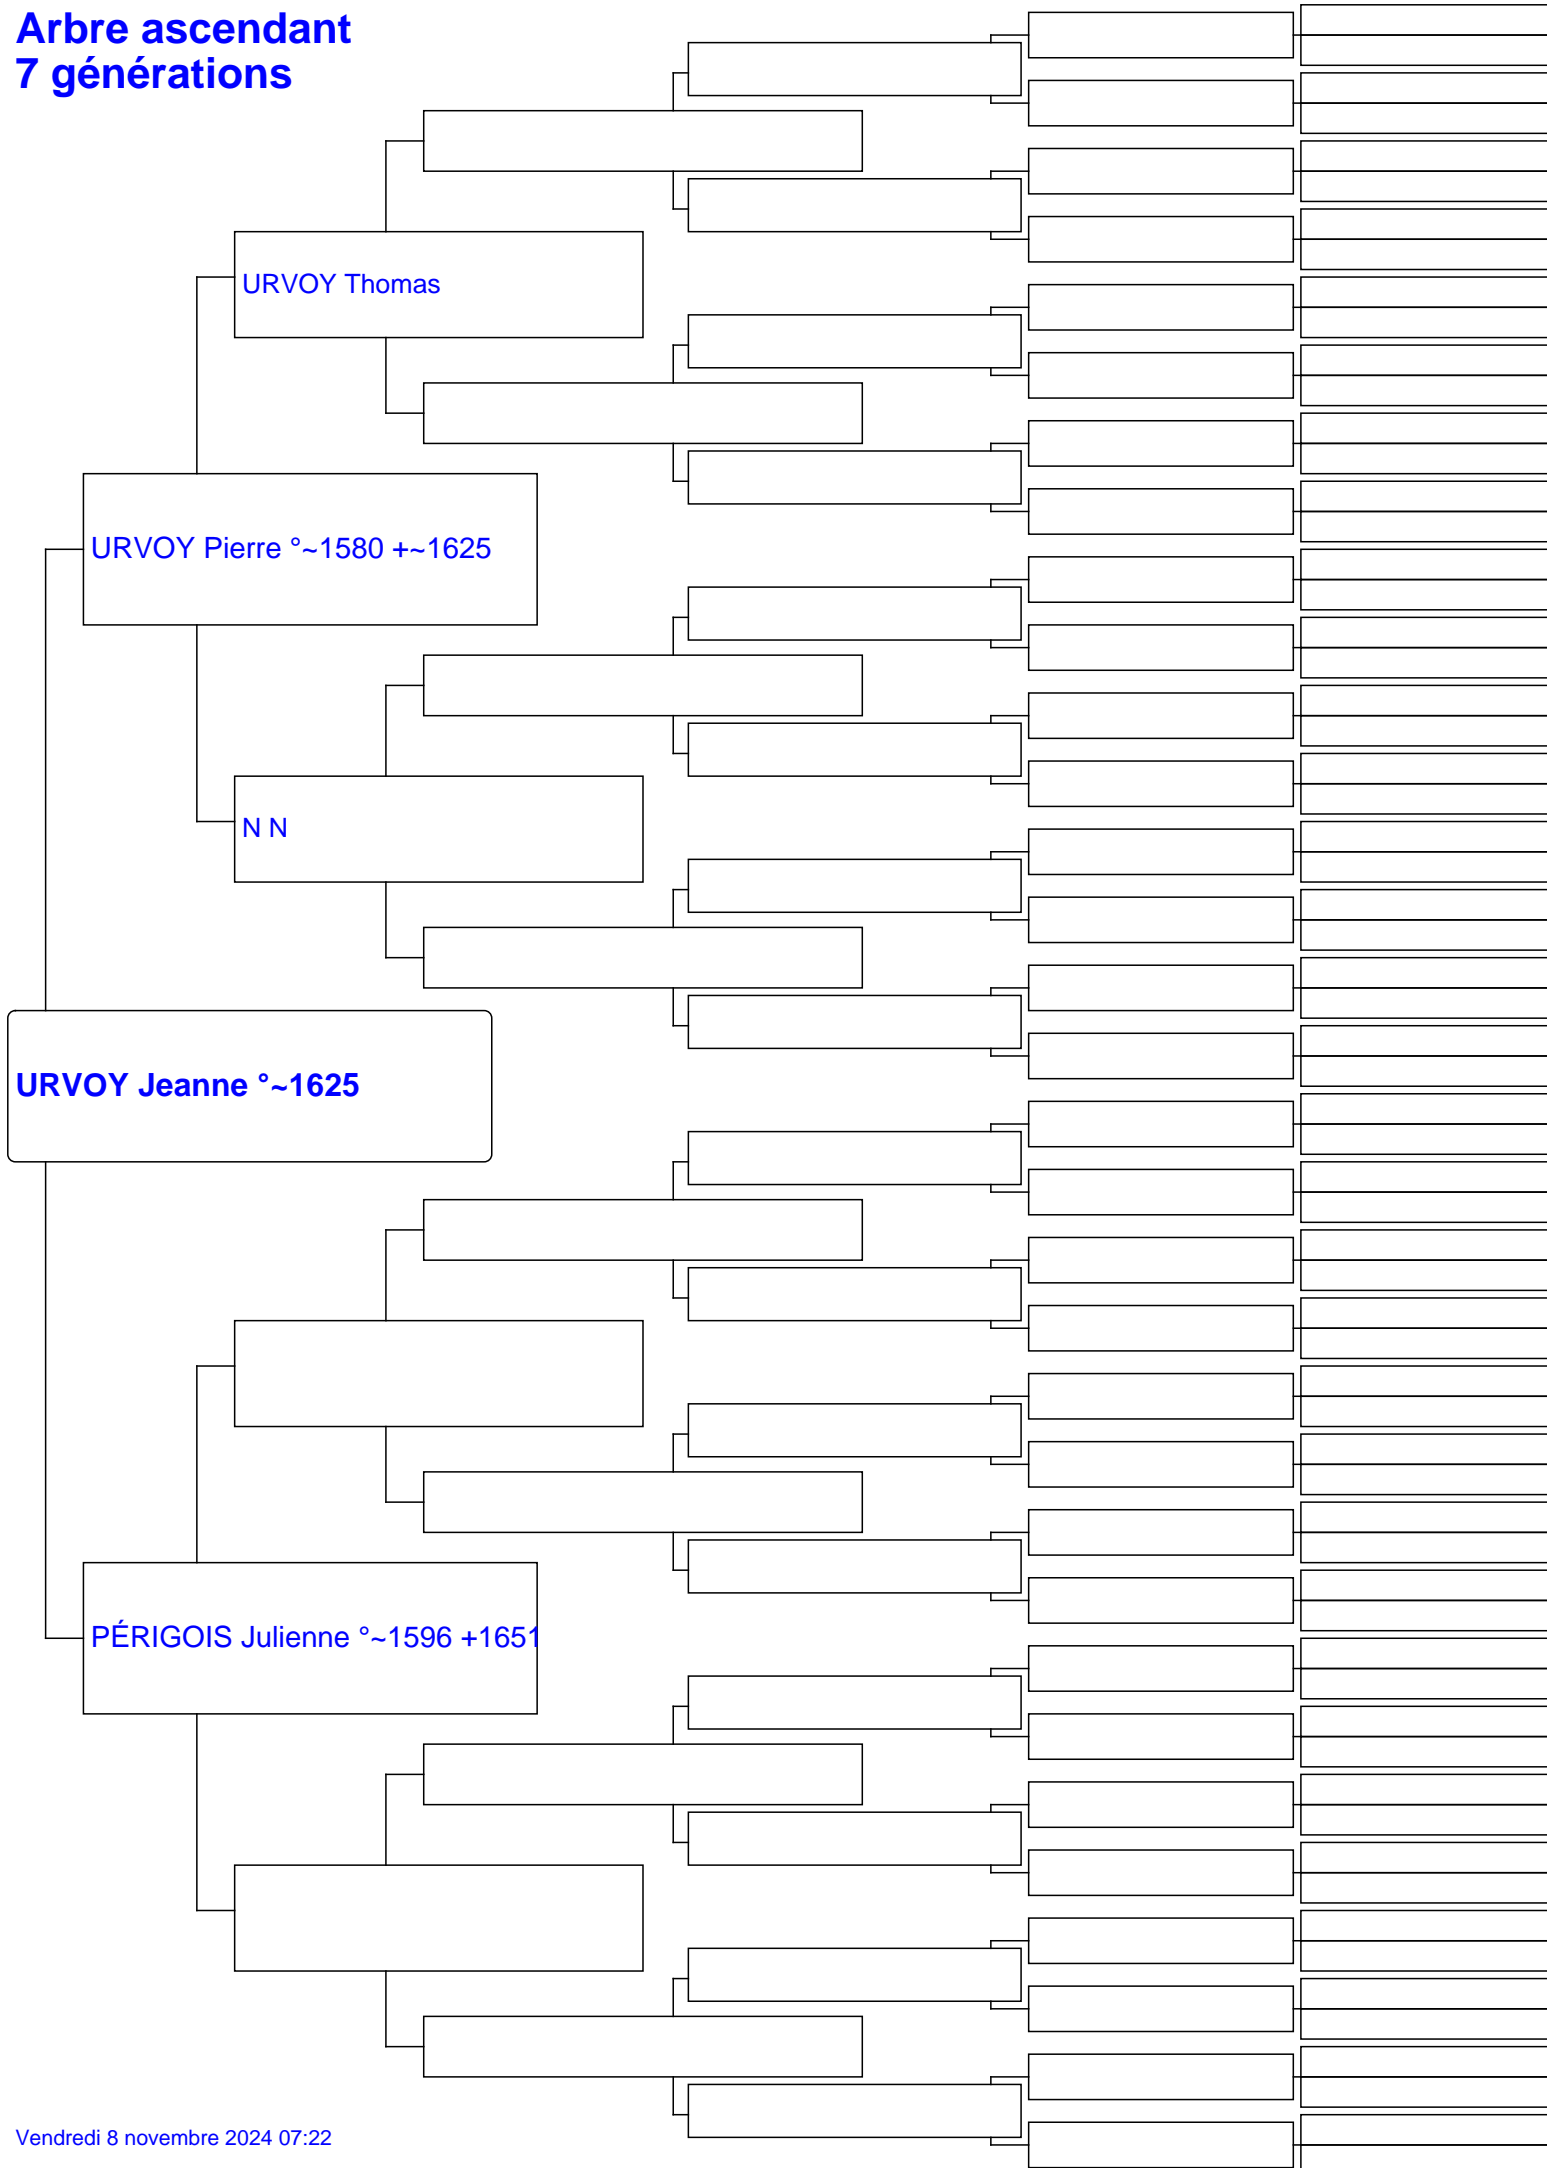 Arbre ascendant
7 générations
URVOY Thomas
URVOY Pierre °~1580 +~1625
N N
URVOY Jeanne °~1625
PÉRIGOIS Julienne °~1596 +1651
Vendredi 8 novembre 2024 07:22